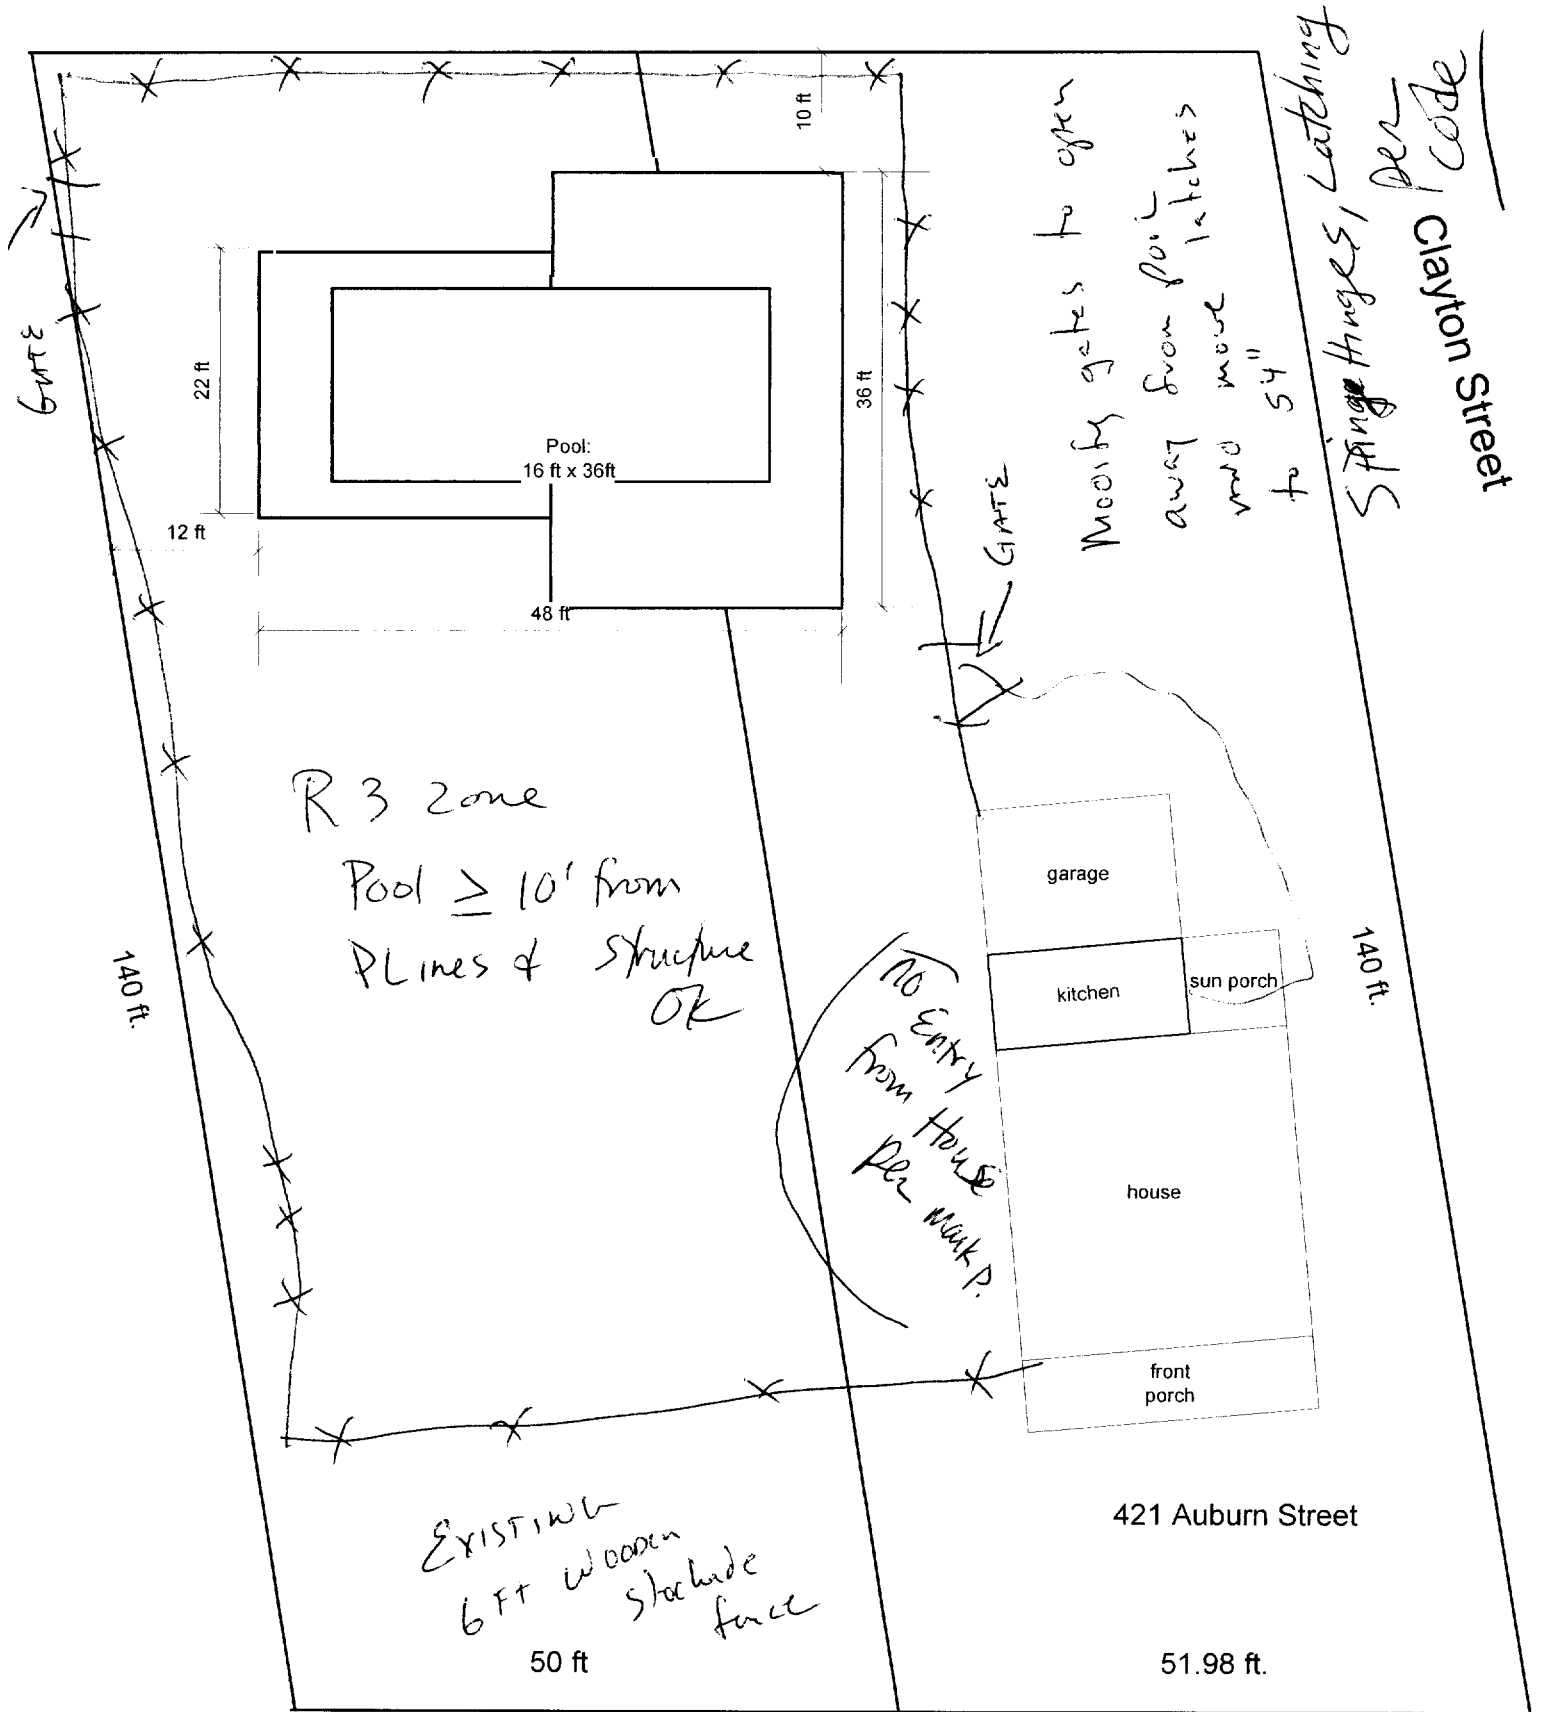 10 ft
Modify gates to open
away from pool
and move latches
to 54"
Spring Hinges, Latching
per
code
Clayton Street
GATE
22 ft
36 ft
Pool:
16 ft x 36ft
12 ft
48 ft
GATE
R 3 zone
Pool ≥ 10' from
PLines & structure
OK
140 ft.
140 ft.
garage
kitchen
sun porch
house
front
porch
No Entry
from House
per Mark P.
421 Auburn Street
EXISTING
6 FT wooden
stockade
fence
50 ft
51.98 ft.